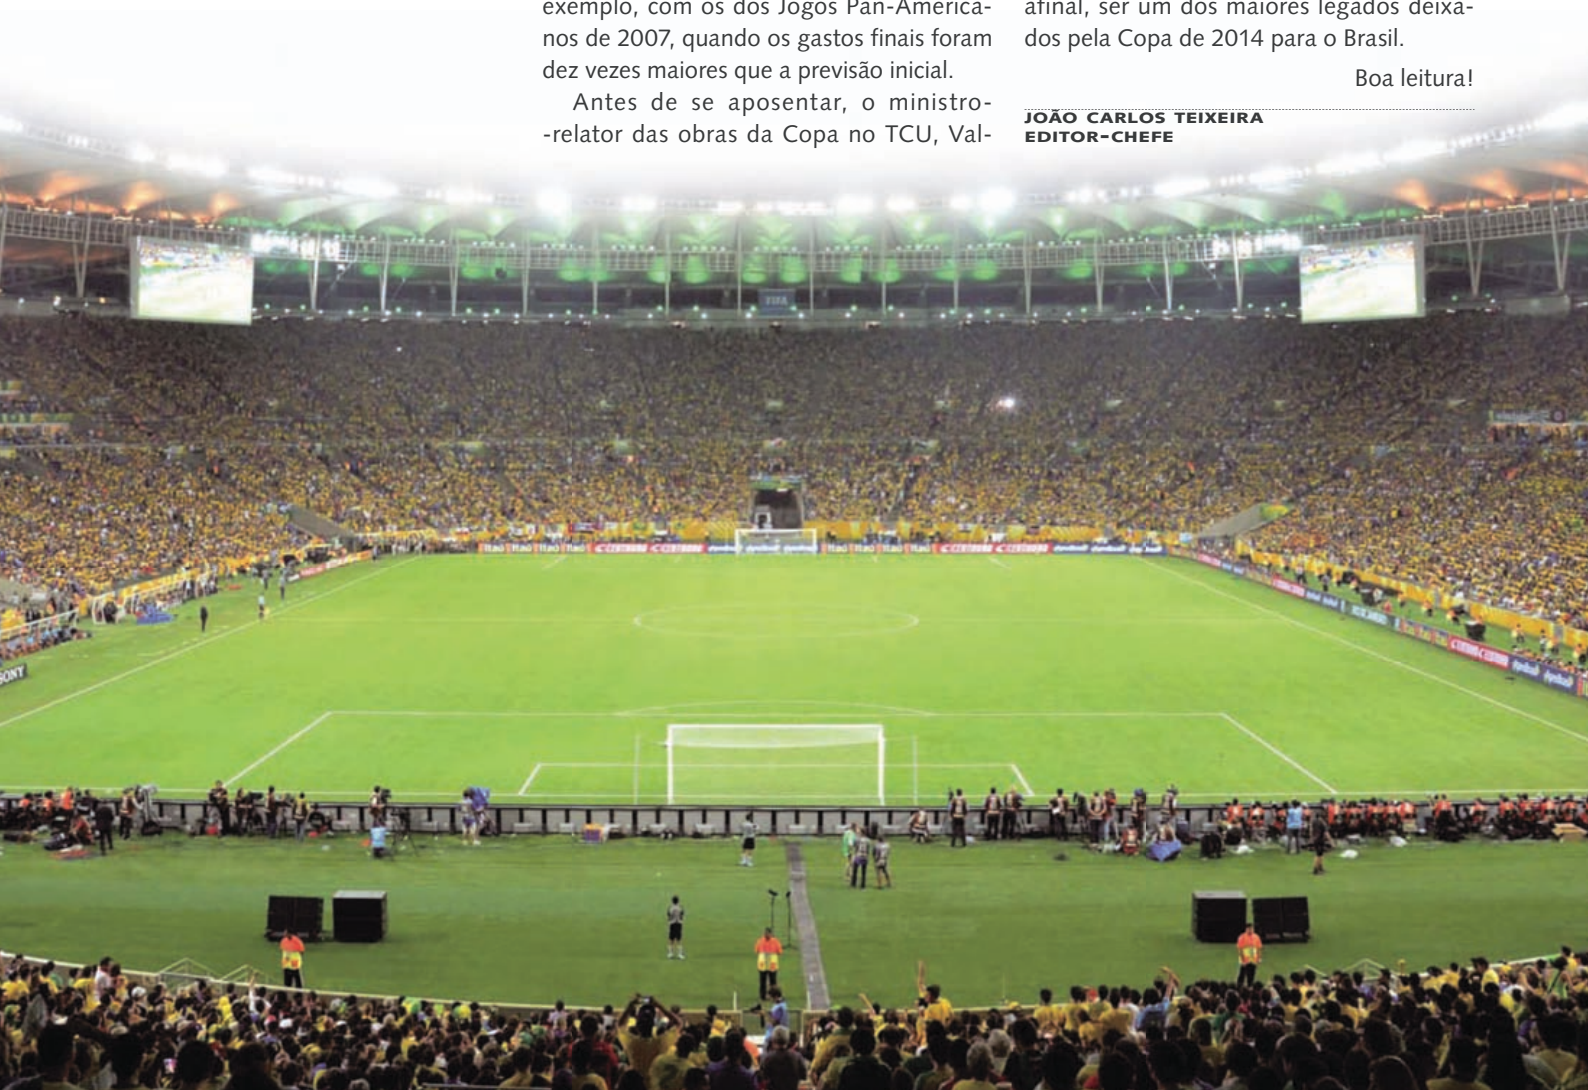 exemplo, com os dos Jogos Pan-America-
nos de 2007, quando os gastos finais foram
dez vezes maiores que a previsão inicial.
Antes de se aposentar, o ministro-
-relator das obras da Copa no TCU, Val-
afinal, ser um dos maiores legados deixa-
dos pela Copa de 2014 para o Brasil.
Boa leitura!
JOÃO CARLOS TEIXEIRA
EDITOR-CHEFE
FIFA
SONY